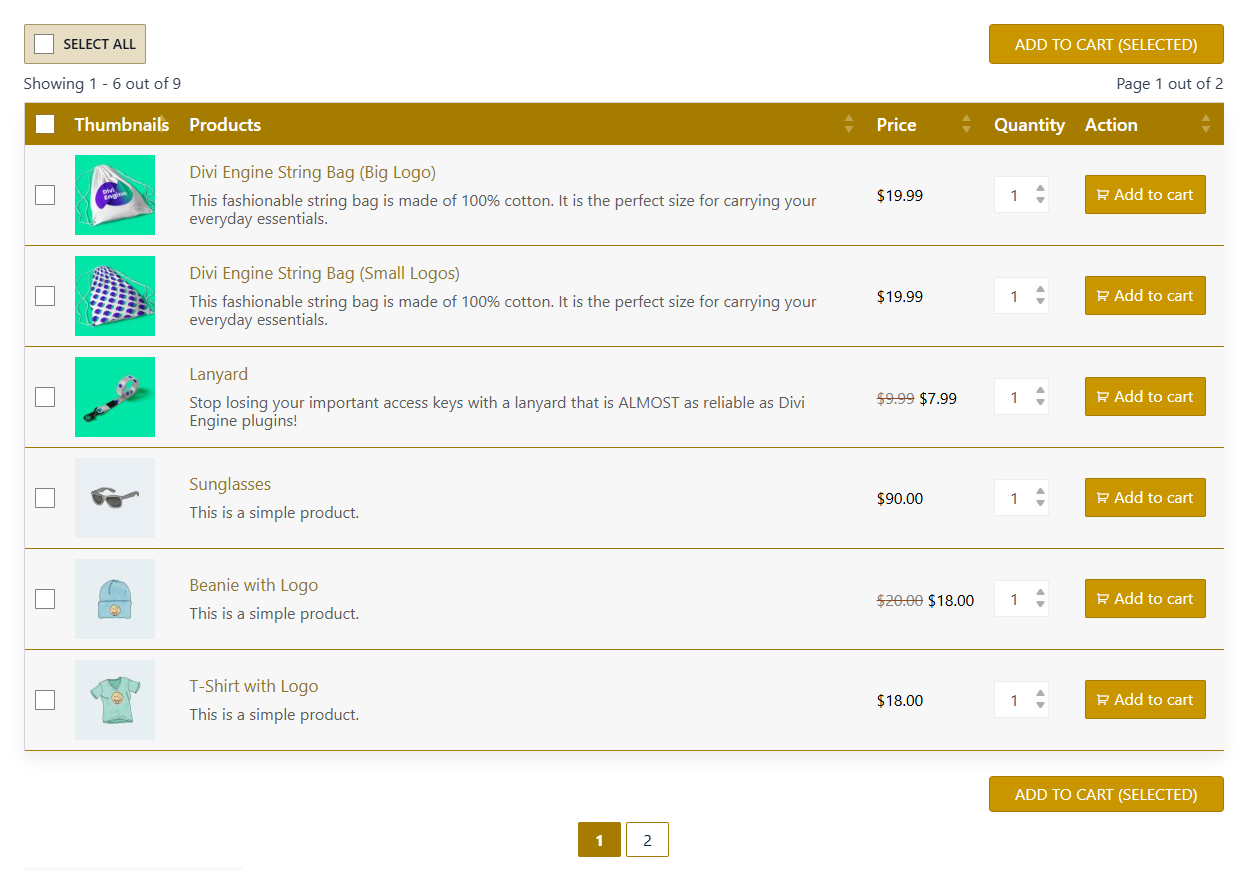 SELECT ALL
ADD TO CART (SELECTED)
Showing 1 - 6 out of 9
Page 1 out of 2
Thumbnails Products Price Quantity Action
Divi Engine
Divi Engine String Bag (Big Logo)
This fashionable string bag is made of 100% cotton. It is the perfect size for carrying your
everyday essentials.
$19.99
1
Add to cart
Divi Engine String Bag (Small Logos)
This fashionable string bag is made of 100% cotton. It is the perfect size for carrying your
everyday essentials.
$19.99
1
Add to cart
Lanyard
Stop losing your important access keys with a lanyard that is ALMOST as reliable as Divi
Engine plugins!
$9.99 $7.99
1
Add to cart
Sunglasses
This is a simple product.
$90.00
1
Add to cart
Beanie with Logo
This is a simple product.
$20.00 $18.00
1
Add to cart
T-Shirt with Logo
This is a simple product.
$18.00
1
Add to cart
ADD TO CART (SELECTED)
1 2